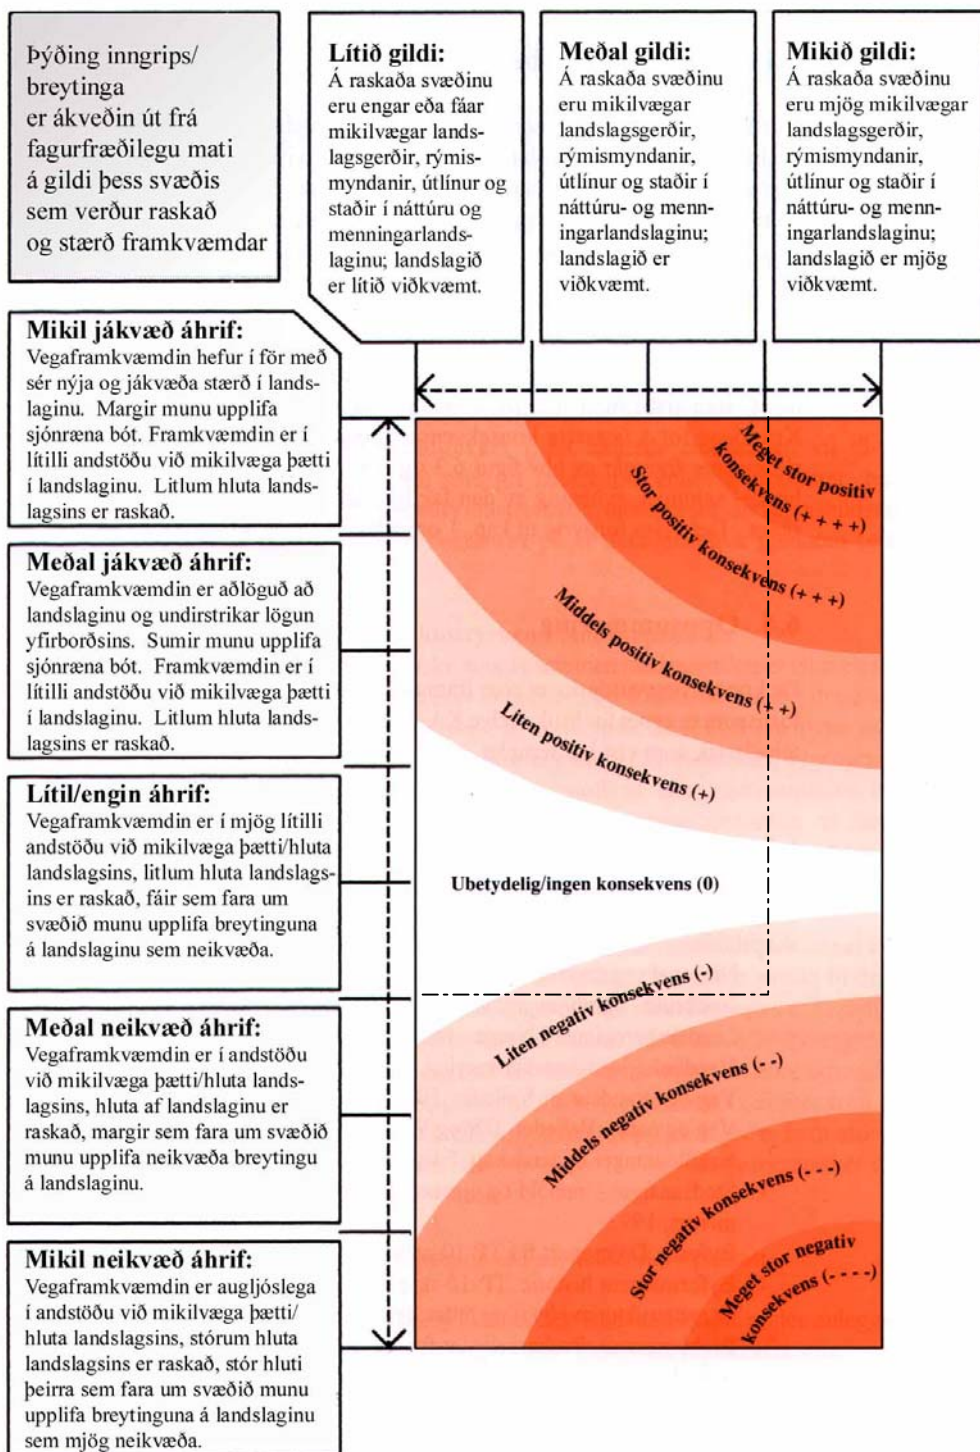 Þýðing inngrips/
breytinga
er ákveðin út frá
fagurfræðilegu mati
á gildi þess svæðis
sem verður raskað
og stærð framkvæmdar
Lítið gildi:
Á raskaða svæðinu
eru engar eða fáar
mikilvægar lands-
lagsgerðir, rýmis-
myndanir, útlínur og
staðir í náttúru og
menningarlands-
laginu; landslagið
er lítið viðkvæmt.
Meðal gildi:
Á raskaða svæðinu
eru mikilvægar
landslagsgerðir,
rýmismyndanir,
útlínur og staðir í
náttúru- og menn-
ingarlandslaginu;
landslagið er
viðkvæmt.
Mikið gildi:
Á raskaða svæðinu
eru mjög mikilvægar
landslagsgerðir,
rýmismyndanir,
útlínur og staðir í
náttúru- og menn-
ingarlandslaginu;
landslagið er mjög
viðkvæmt.
Mikil jákvæð áhrif:
Vegaframkvæmdin hefur í för með
sér nýja og jákvæða stærð í lands-
laginu. Margir munu upplifa
sjónræna bót. Framkvæmdin er í
lítilli andstöðu við mikilvæga þætti
í landslaginu. Litlum hluta lands-
lagsins er raskað.
Meðal jákvæð áhrif:
Vegaframkvæmdin er aðlöguð að
landslaginu og undirstrikar lögun
yfirborðsins. Sumir munu upplifa
sjónræna bót. Framkvæmdin er í
lítilli andstöðu við mikilvæga þætti
í landslaginu. Litlum hluta lands-
lagsins er raskað.
Lítil/engin áhrif:
Vegaframkvæmdin er í mjög lítilli
andstöðu við mikilvæga þætti/hluta
landslagsins, litlum hluta landslags-
ins er raskað, fáir sem fara um
svæðið munu upplifa breytinguna
á landslaginu sem neikvæða.
Meðal neikvæð áhrif:
Vegaframkvæmdin er í andstöðu
við mikilvæga þætti/hluta lands-
lagsins, hluta af landslaginu er
raskað, margir sem fara um svæðið
munu upplifa neikvæða breytingu
á landslaginu.
Mikil neikvæð áhrif:
Vegaframkvæmdin er augljóslega
í andstöðu við mikilvæga þætti/
hluta landslagsins, stórum hluta
landslagsins er raskað, stór hluti
þeirra sem fara um svæðið munu
upplifa breytinguna á landslaginu
sem mjög neikvæða.
Meget stor positiv
konsekvens (+ + + +)
Stor positiv konsekvens (+ + +)
Middels positiv konsekvens (+ +)
Liten positiv konsekvens (+)
Ubetydelig/ingen konsekvens (0)
Liten negativ konsekvens (-)
Middels negativ konsekvens (- -)
Stor negativ konsekvens (- - -)
Meget stor negativ
konsekvens (- - - -)